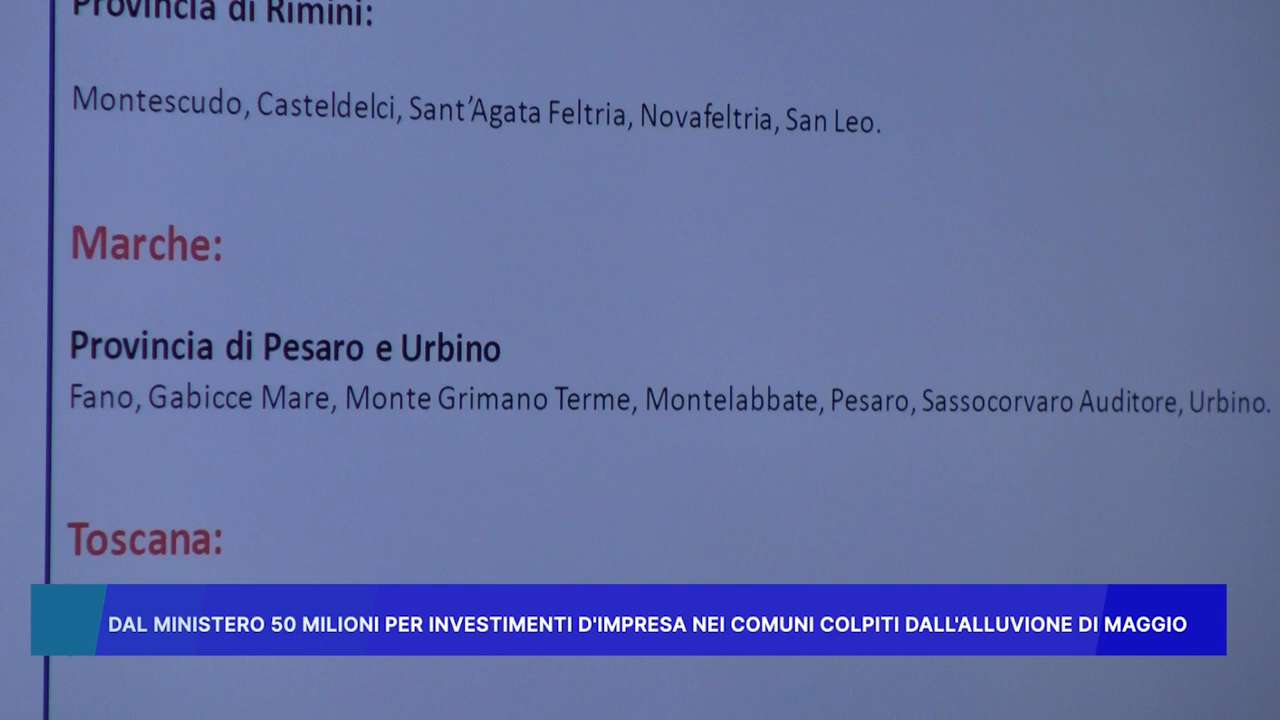 Provincia di Rimini:
Montescudo, Casteldelci, Sant’Agata Feltria, Novafeltria, San Leo.
Marche:
Provincia di Pesaro e Urbino
Fano, Gabicce Mare, Monte Grimano Terme, Montelabbate, Pesaro, Sassocorvaro Auditore, Urbino.
Toscana:
DAL MINISTERO 50 MILIONI PER INVESTIMENTI D'IMPRESA NEI COMUNI COLPITI DALL'ALLUVIONE DI MAGGIO